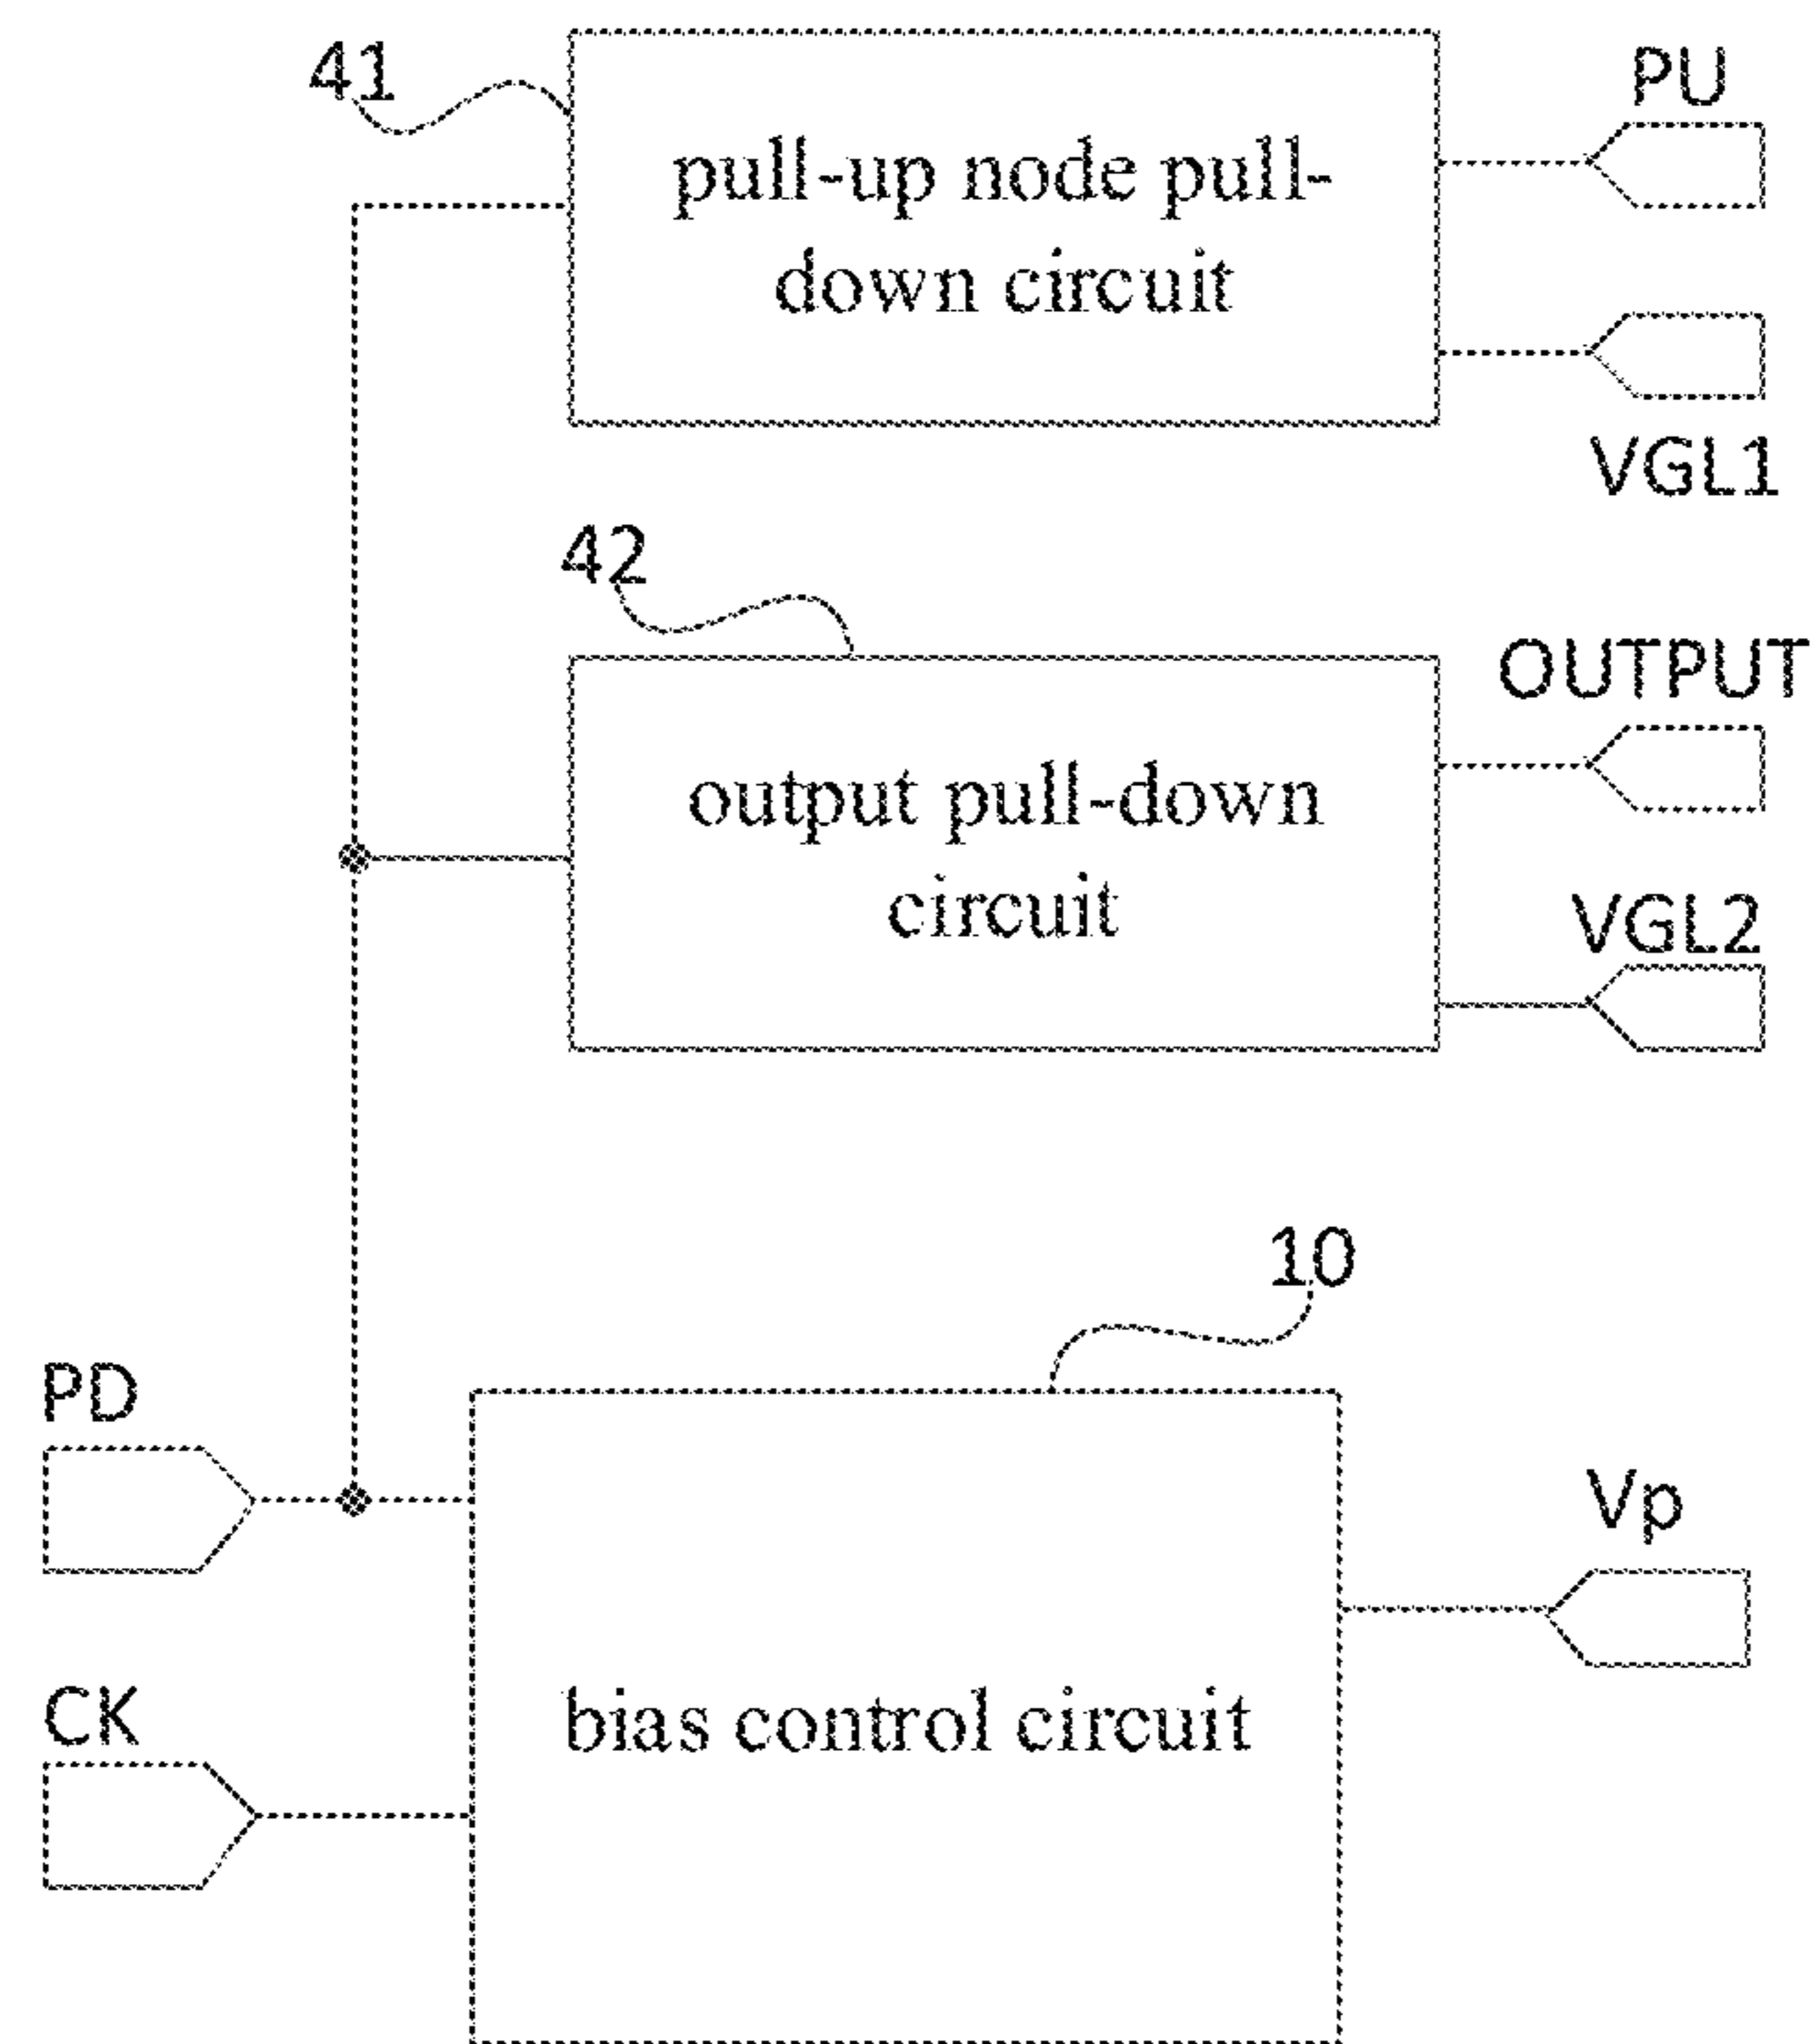 41
PU
pull-up node pull-
down circuit
VGL1
42
OUTPUT
output pull-down
circuit
VGL2
10
PD
Vp
CK
bias control circuit